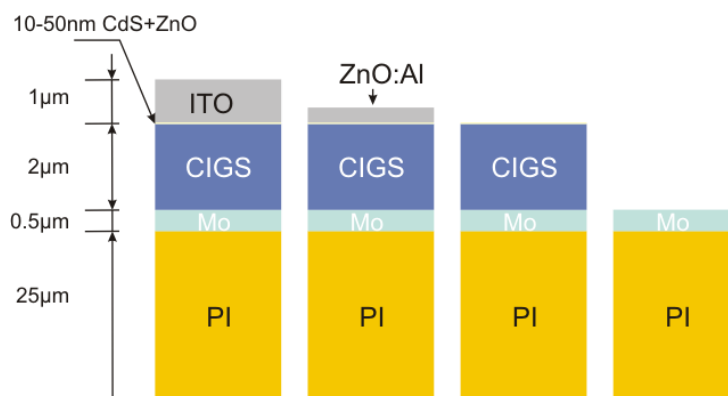 10-50nm CdS+ZnO
ZnO:Al
1µm
ITO
2µm
CIGS
CIGS
CIGS
0.5µm
Mo
Mo
Mo
Mo
25µm
PI
PI
PI
PI